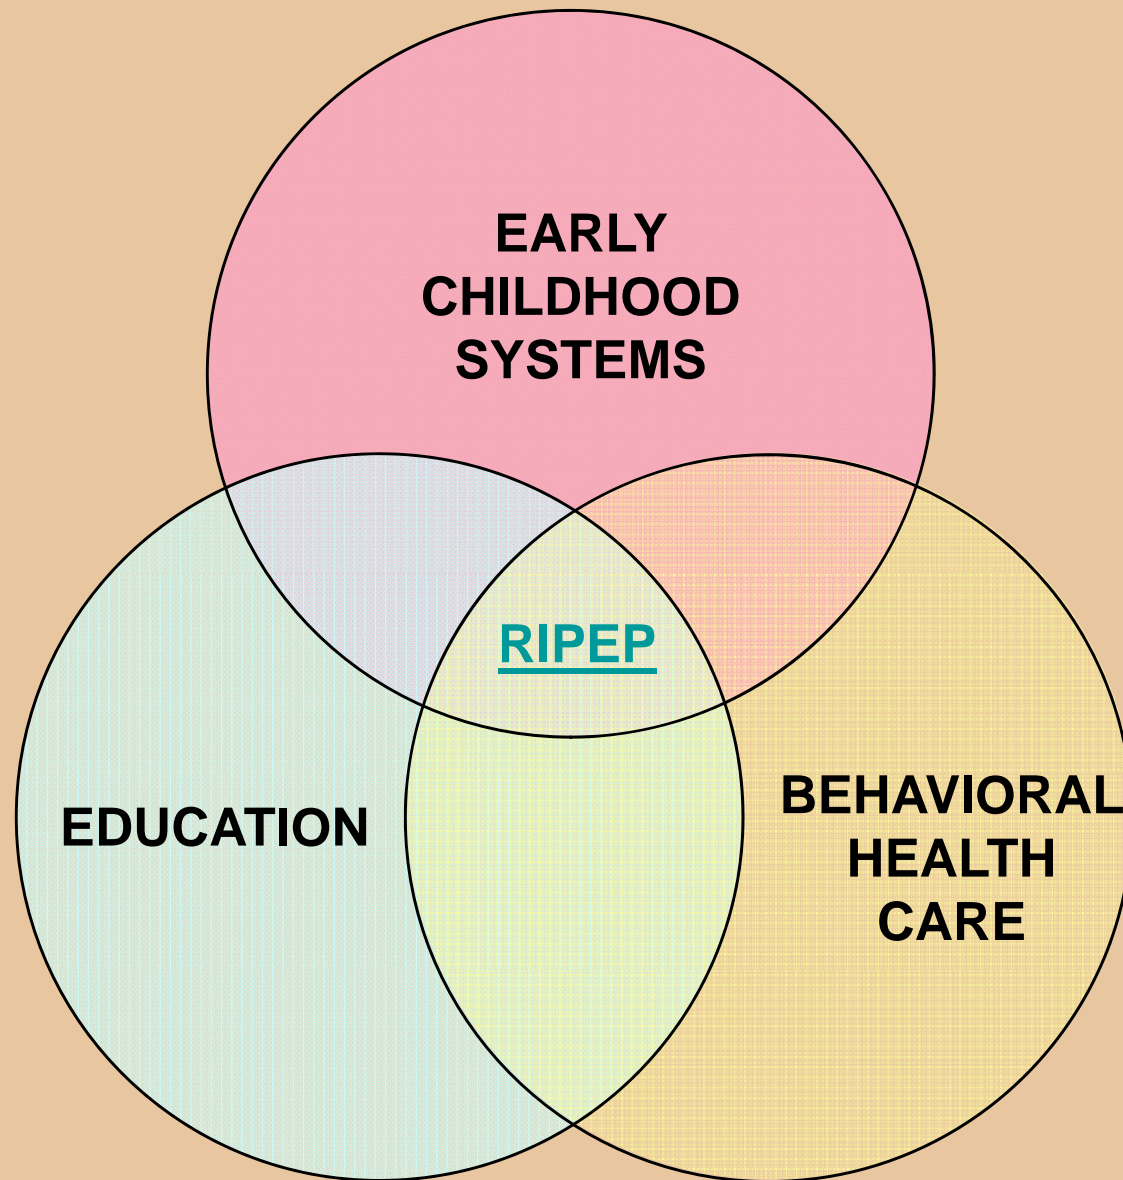 EARLY
CHILDHOOD
SYSTEMS
RIPEP
EDUCATION
BEHAVIORAL
HEALTH
CARE